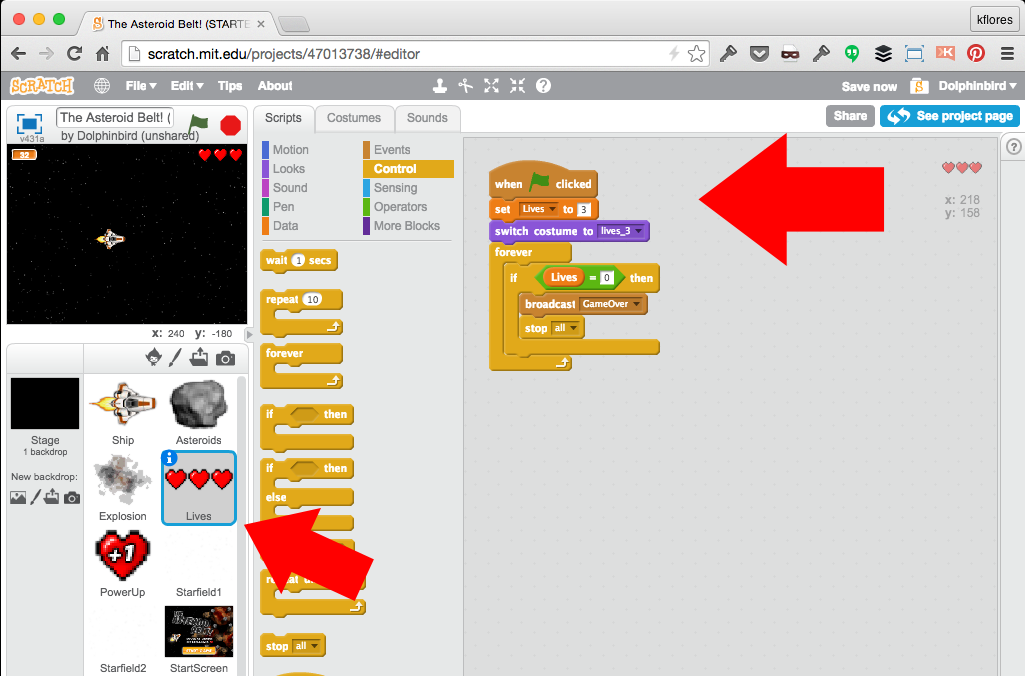 The Asteroid Belt! (STARTE
kflores
scratch.mit.edu/projects/47013738/#editor
SCRATCH
File
Edit
Tips
About
Save now
Dolphinbird
The Asteroid Belt! (
by Dolphinbird (unshared)
v431a
Scripts
Costumes
Sounds
Share
See project page
32
Motion
Events
Looks
Control
Sound
Sensing
Pen
Operators
Data
More Blocks
x: 240 y: -180
when clicked
set Lives to 3
switch costume to lives_3
forever
if Lives = 0 then
broadcast GameOver
stop all
x: 218
y: 158
wait 1 secs
repeat 10
forever
if then
if then
else
stop all
Stage
1 backdrop
New backdrop:
Ship
Asteroids
Explosion
Lives
+1
PowerUp
Starfield1
Starfield2
StartScreen